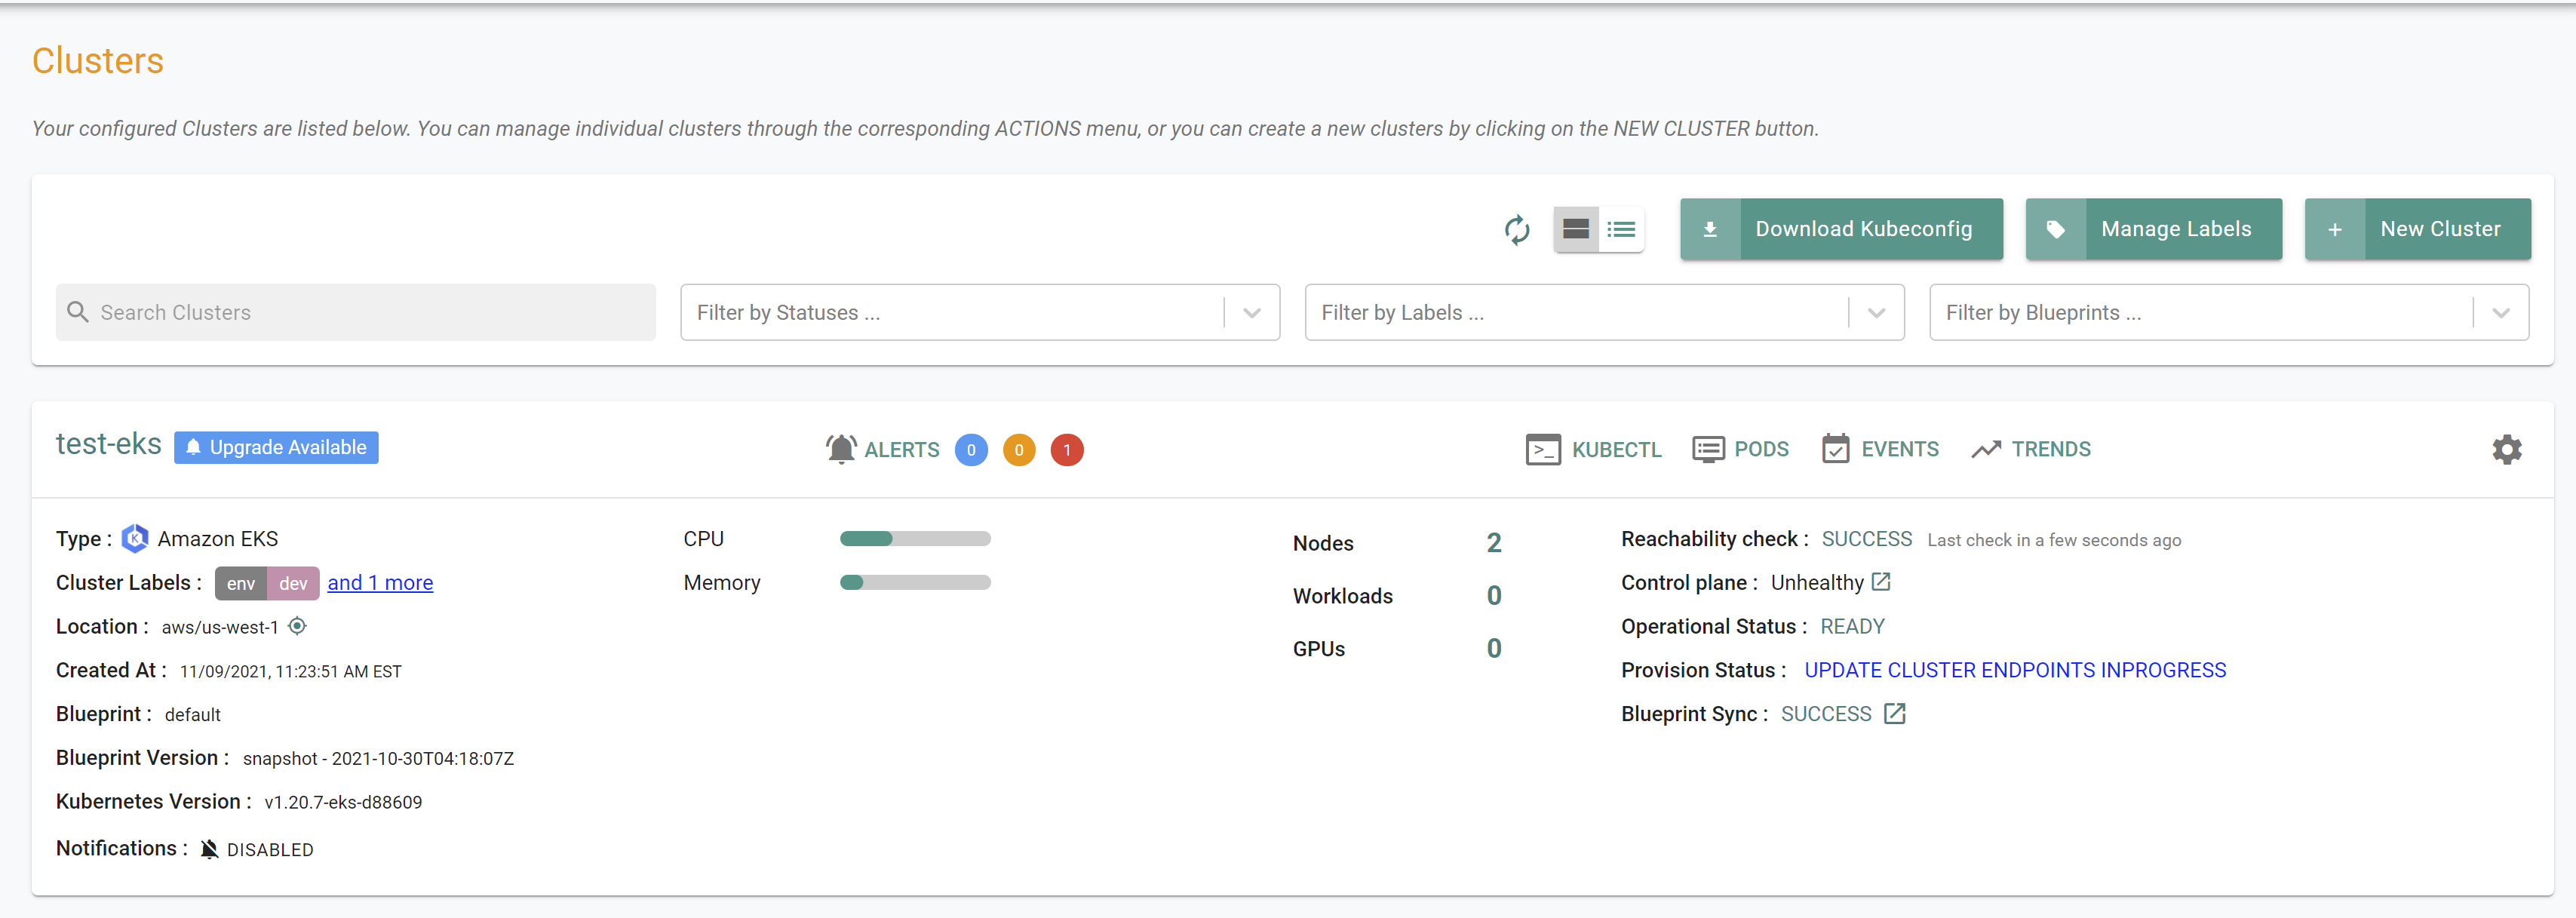 Clusters
Your configured Clusters are listed below. You can manage individual clusters through the corresponding ACTIONS menu, or you can create a new clusters by clicking on the NEW CLUSTER button.
Download Kubeconfig
Manage Labels
+ New Cluster
Search Clusters
Filter by Statuses ...
Filter by Labels ...
Filter by Blueprints ...
test-eks
Upgrade Available
ALERTS 0 0 1
>_ KUBECTL
PODS
EVENTS
TRENDS
Type : K Amazon EKS
Cluster Labels : env dev and 1 more
Location : aws/us-west-1
Created At : 11/09/2021, 11:23:51 AM EST
Blueprint : default
Blueprint Version : snapshot - 2021-10-30T04:18:07Z
Kubernetes Version : v1.20.7-eks-d88609
Notifications : DISABLED
CPU
Memory
Nodes 2
Workloads 0
GPUs 0
Reachability check : SUCCESS Last check in a few seconds ago
Control plane : Unhealthy
Operational Status : READY
Provision Status : UPDATE CLUSTER ENDPOINTS INPROGRESS
Blueprint Sync : SUCCESS